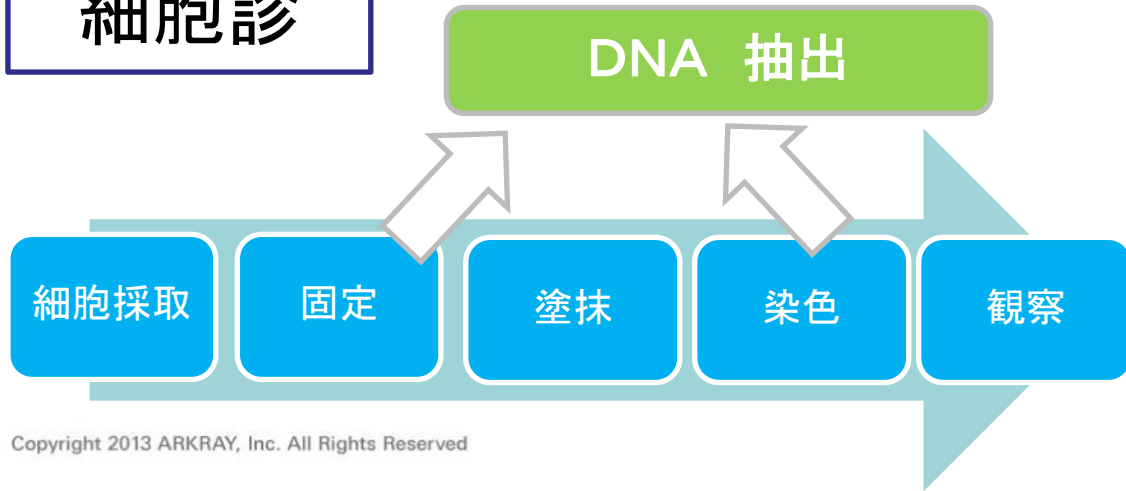 細胞診
DNA 抽出
細胞採取
固定
塗抹
染色
観察
Copyright 2013 ARKRAY, Inc. All Rights Reserved